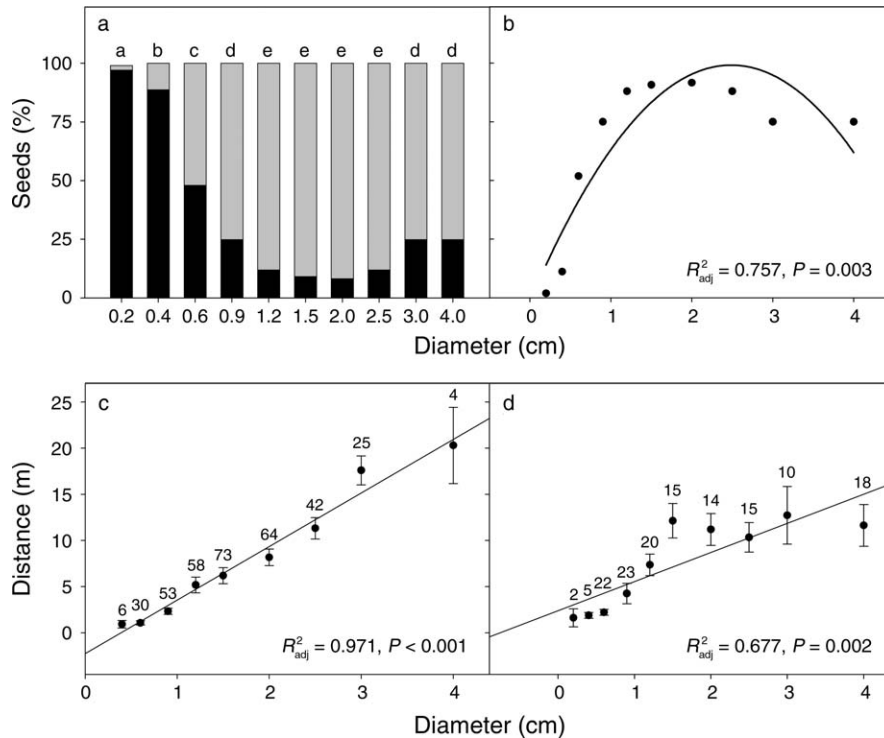 a
b
100
75
50
25
0
Seeds (%)
a b c d e e e e d d
0.2 0.4 0.6 0.9 1.2 1.5 2.0 2.5 3.0 4.0
0 1 2 3 4
R²adj = 0.757, P = 0.003
Diameter (cm)
c
d
25
20
15
10
5
0
Distance (m)
6 30 53 58 73 64 42 25 4
2 5 22 23 20 15 14 15 10 18
R²adj = 0.971, P < 0.001
R²adj = 0.677, P = 0.002
0 1 2 3 4
0 1 2 3 4
Diameter (cm)